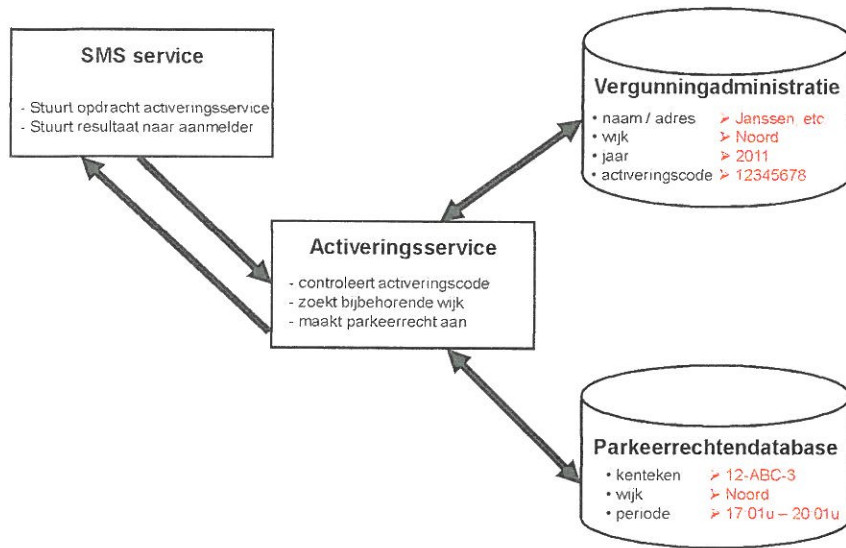 SMS service
- Stuurt opdracht activeringsservice
- Stuurt resultaat naar aanmelder
Vergunningadministratie
• naam / adres ➢ Janssen, etc
• wijk ➢ Noord
• jaar ➢ 2011
• activeringscode ➢ 12345678
Activeringsservice
- controleert activeringscode
- zoekt bijbehorende wijk
- maakt parkeerrecht aan
Parkeerrechtendatabase
• kenteken ➢ 12-ABC-3
• wijk ➢ Noord
• periode ➢ 17:01u – 20:01u